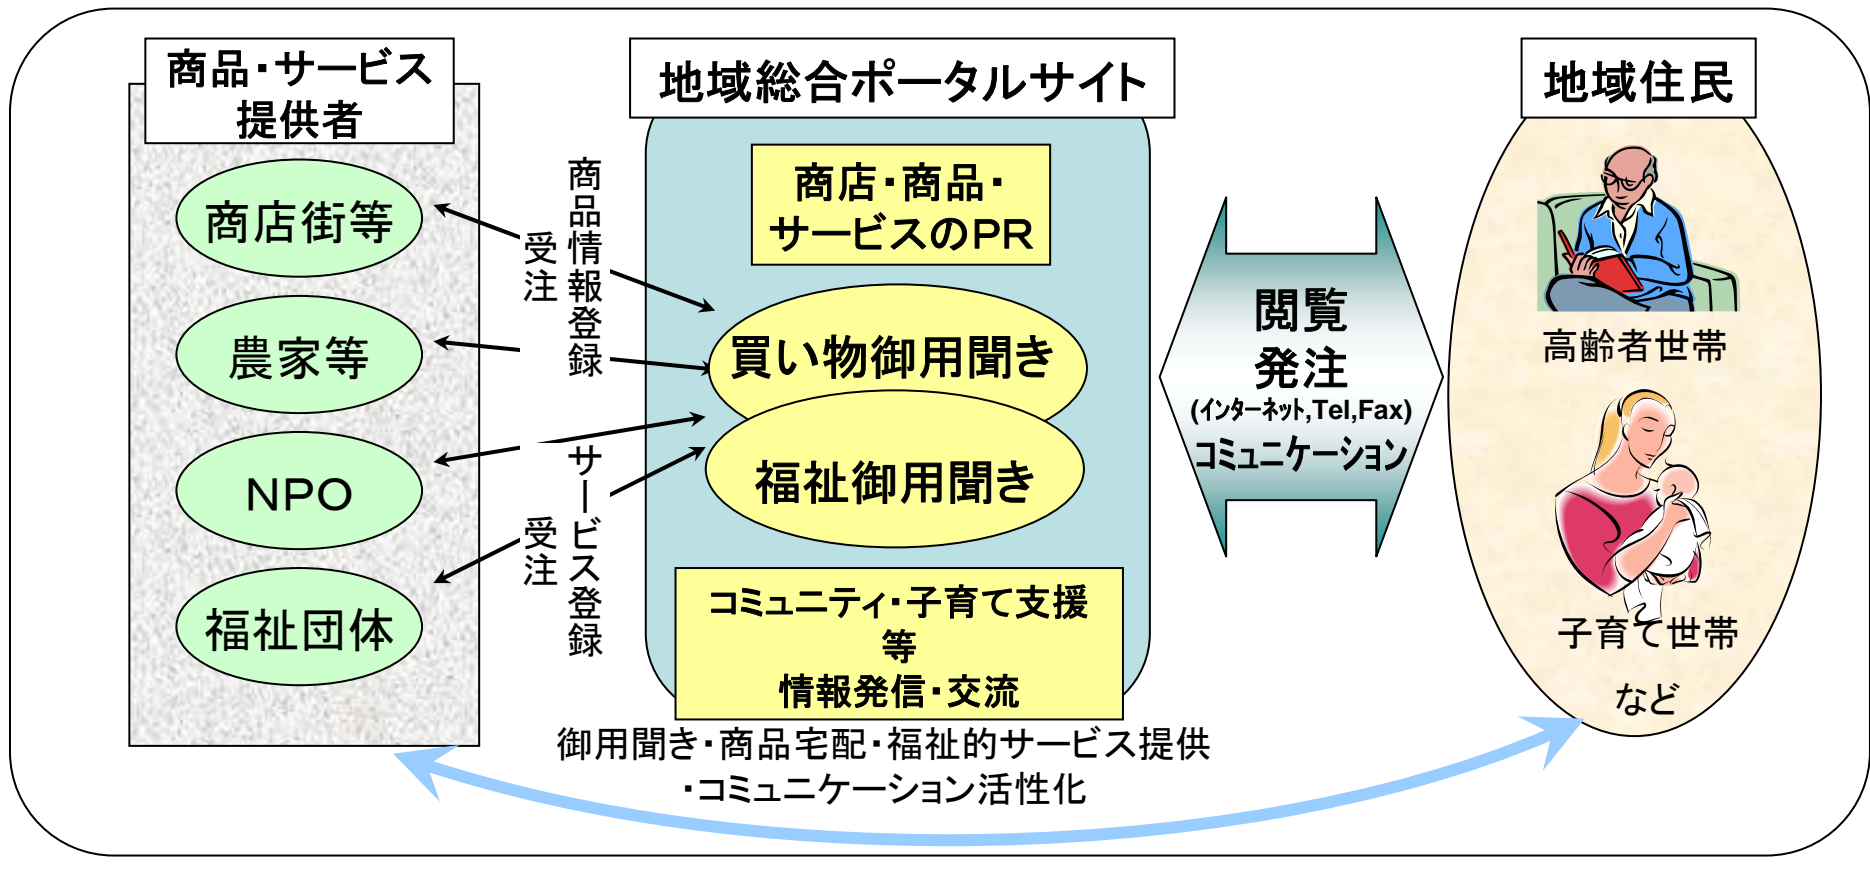 商品・サービス
提供者
商店街等
農家等
NPO
福祉団体
商品情報登録
受注
サービス登録
受注
地域総合ポータルサイト
商店・商品・
サービスのPR
買い物御用聞き
福祉御用聞き
コミュニティ・子育て支援
等
情報発信・交流
閲覧
発注
(インターネット,Tel,Fax)
コミュニケーション
地域住民
高齢者世帯
子育て世帯
など
御用聞き・商品宅配・福祉的サービス提供
・コミュニケーション活性化